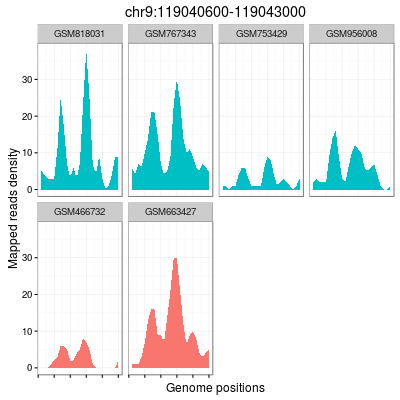 chr9:119040600-119043000
GSM818031 GSM767343 GSM753429 GSM956008
30
20
10
0
GSM466732 GSM663427
30
20
10
0
Mapped reads density
Genome positions